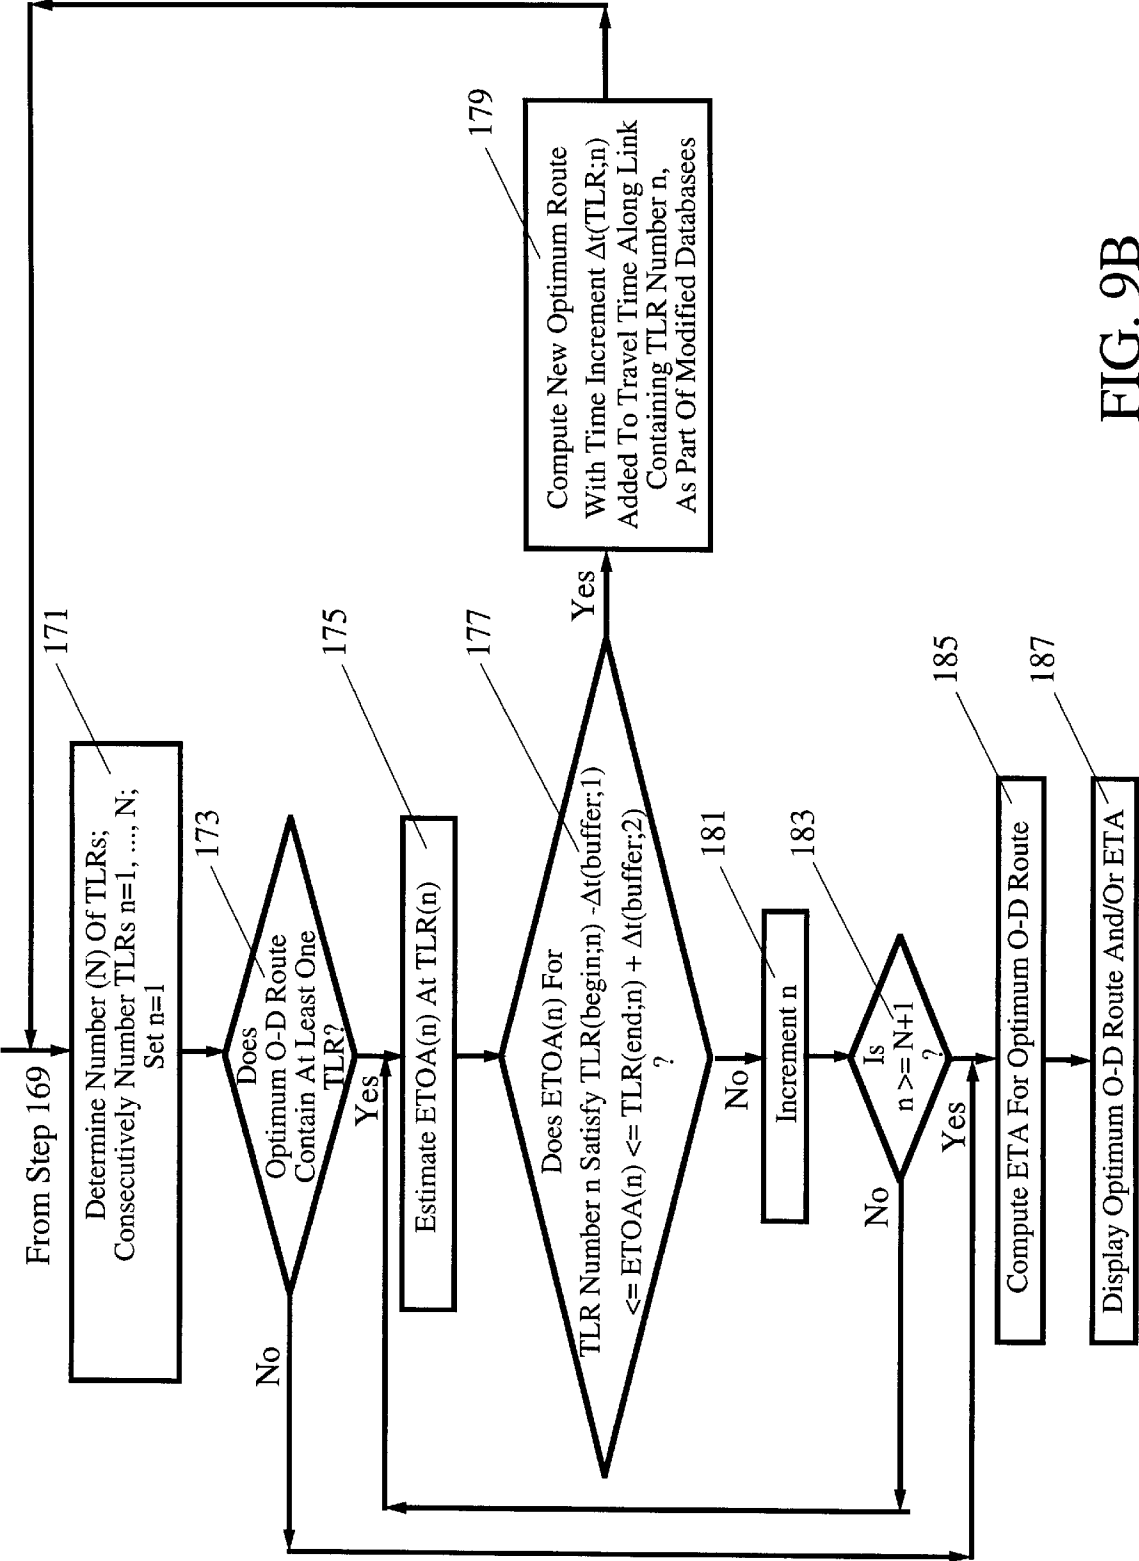 From Step 169
171
Determine Number (N) Of TLRs;
Consecutively Number TLRs n=1, ..., N;
Set n=1
173
Does
Optimum O-D Route
Contain At Least One
TLR?
No
Yes
175
Estimate ETOA(n) At TLR(n)
177
Does ETOA(n) For
TLR Number n Satisfy TLR(begin;n) -Δt(buffer;1)
<= ETOA(n) <= TLR(end;n) + Δt(buffer;2)
?
Yes
179
Compute New Optimum Route
With Time Increment Δt(TLR;n)
Added To Travel Time Along Link
Containing TLR Number n,
As Part Of Modified Databasees
No
181
Increment n
183
Is
n >= N+1
?
No
Yes
185
Compute ETA For Optimum O-D Route
187
Display Optimum O-D Route And/Or ETA
FIG. 9B